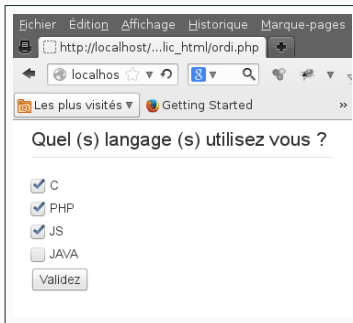 Fichier Édition Affichage Historique Marque-pages
http://localhost/...lic_html/ordi.php
localhos
Les plus visités Getting Started »
Quel (s) langage (s) utilisez vous ?
C
PHP
JS
JAVA
Validez